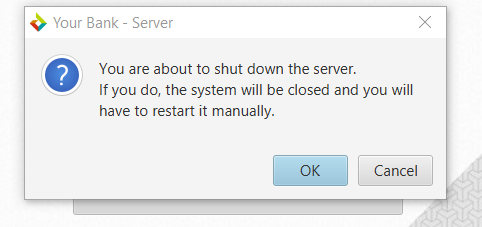 Your Bank - Server
You are about to shut down the server.
If you do, the system will be closed and you will
have to restart it manually.
OK
Cancel